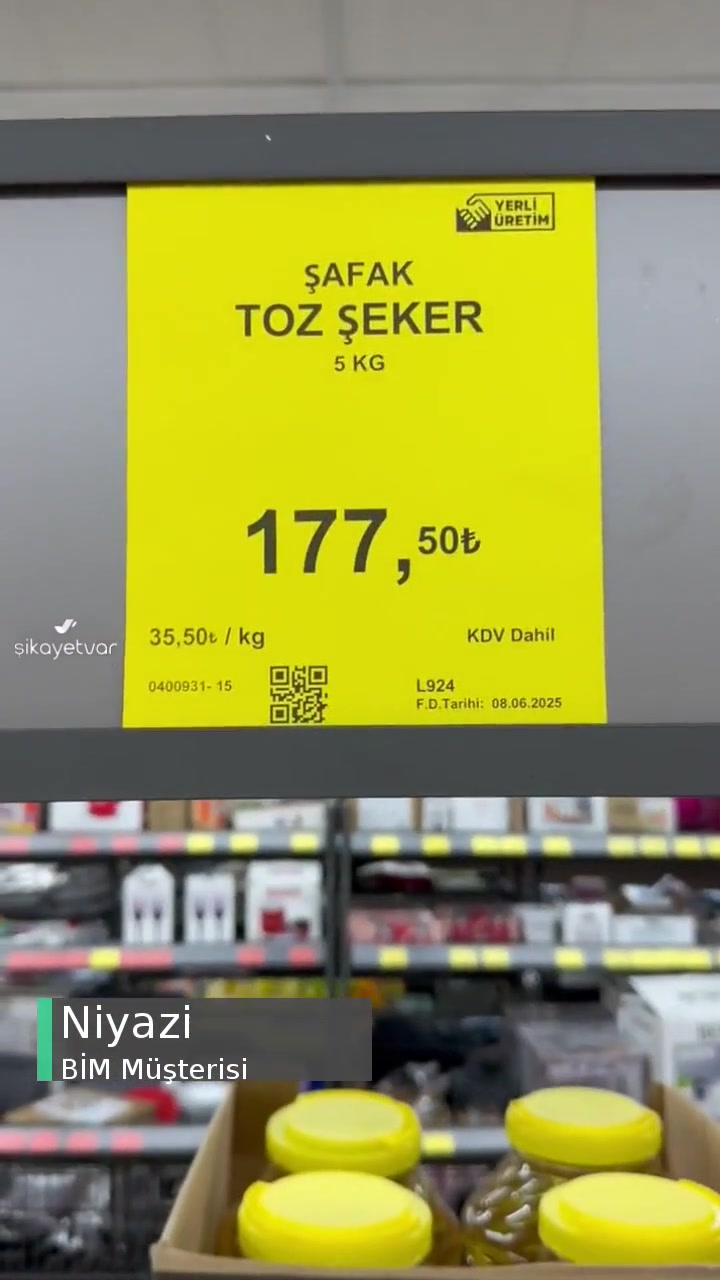 YERLİ
ÜRETİM
ŞAFAK
TOZ ŞEKER
5 KG
177,50₺
35,50₺ / kg
KDV Dahil
0400931- 15
L924
F.D.Tarihi: 08.06.2025
şikayetvar
Niyazi
BİM Müşterisi